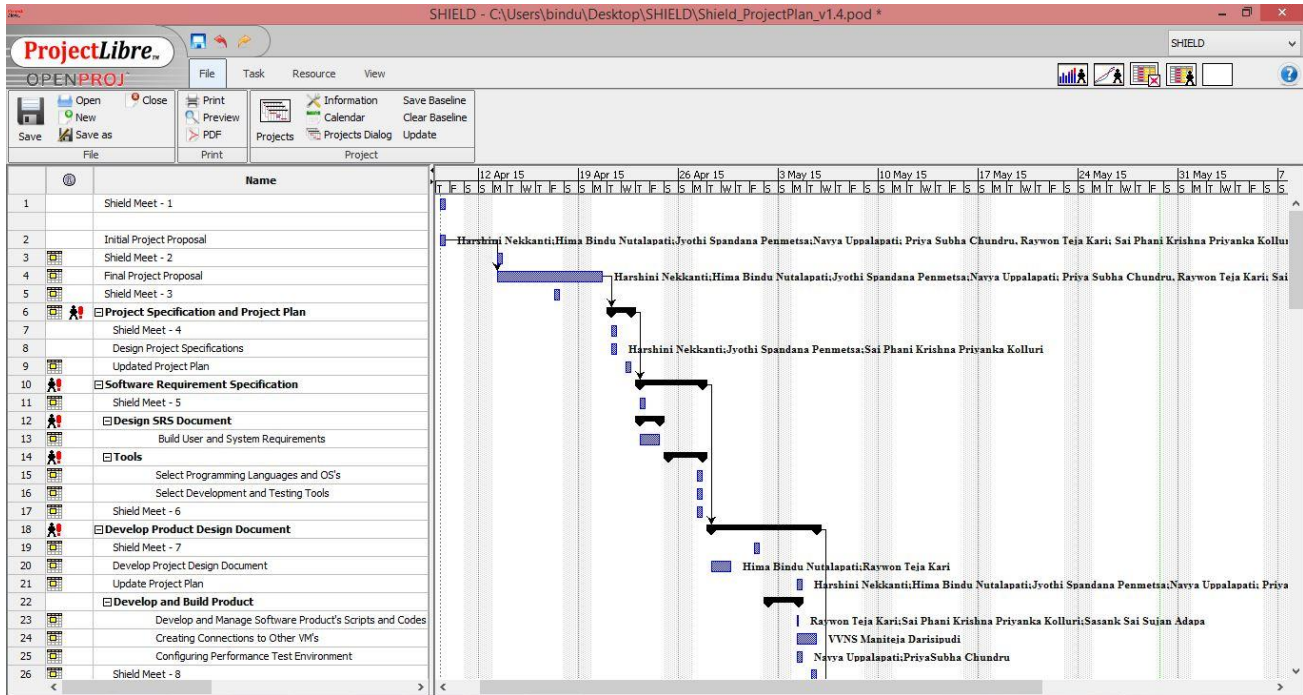 SHIELD - C:\Users\bindu\Desktop\SHIELD\Shield_ProjectPlan_v1.4.pod *
ProjectLibre™
OPENPROJ
SHIELD
File Task Resource View
Save
Open
New
Save as
Close
File
Print
Preview
PDF
Print
Projects
Information
Calendar
Projects Dialog
Save Baseline
Clear Baseline
Update
Project
Name
12 Apr 15 19 Apr 15 26 Apr 15 3 May 15 10 May 15 17 May 15 24 May 15 31 May 15 7
T F S S M T W T F S S M T W T F S S M T W T F S S M T W T F S S M T W T F S S M T W T F S S M T W T F S S M T W T F S S
1 Shield Meet - 1
2 Initial Project Proposal Harshini Nekkanti;Hima Bindu Nutalapati;Jyothi Spandana Penmetsa;Navya Uppalapati; Priya Subha Chundru, Raywon Teja Kari; Sai Phani Krishna Priyanka Kollu
3 Shield Meet - 2
4 Final Project Proposal Harshini Nekkanti;Hima Bindu Nutalapati;Jyothi Spandana Penmetsa;Navya Uppalapati; Priya Subha Chundru, Raywon Teja Kari; Sai
5 Shield Meet - 3
6 Project Specification and Project Plan
7 Shield Meet - 4
8 Design Project Specifications Harshini Nekkanti;Jyothi Spandana Penmetsa;Sai Phani Krishna Priyanka Kolluri
9 Updated Project Plan
10 Software Requirement Specification
11 Shield Meet - 5
12 Design SRS Document
13 Build User and System Requirements
14 Tools
15 Select Programming Languages and OS's
16 Select Development and Testing Tools
17 Shield Meet - 6
18 Develop Product Design Document
19 Shield Meet - 7
20 Develop Project Design Document Hima Bindu Nutalapati;Raywon Teja Kari
21 Update Project Plan Harshini Nekkanti;Hima Bindu Nutalapati;Jyothi Spandana Penmetsa;Navya Uppalapati; Priya
22 Develop and Build Product
23 Develop and Manage Software Product's Scripts and Codes Raywon Teja Kari;Sai Phani Krishna Priyanka Kolluri;Sasank Sai Sujan Adapa
24 Creating Connections to Other VM's VVNS Maniteja Darisipudi
25 Configuring Performance Test Environment Navya Uppalapati;PriyaSubha Chundru
26 Shield Meet - 8